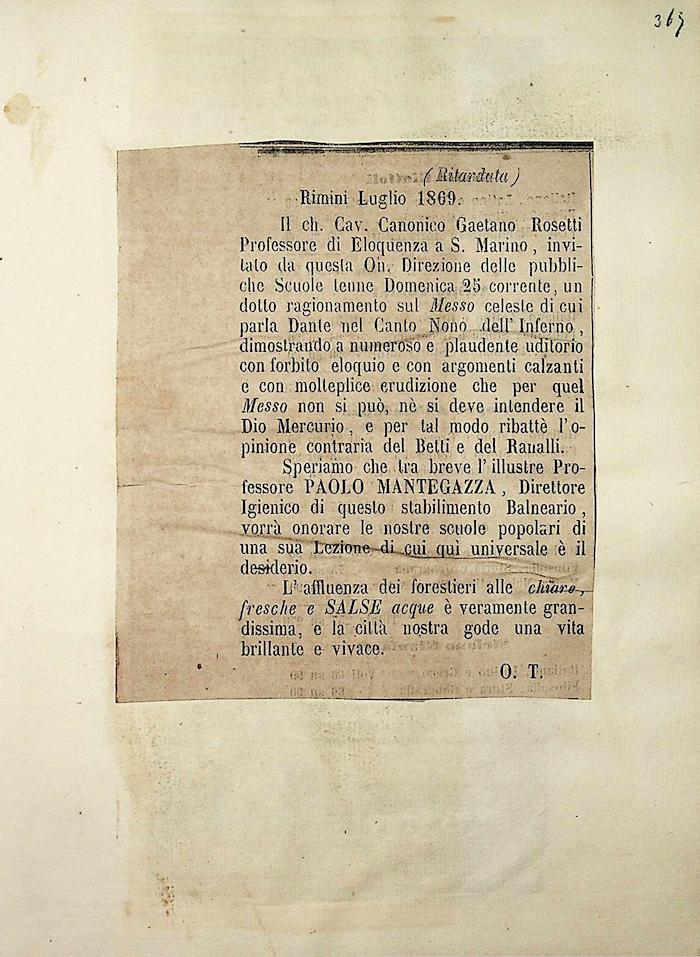 367
(Ritardata)
Rimini Luglio 1869.
Il ch. Cav. Canonico Gaetano Rosetti
Professore di Eloquenza a S. Marino, invi-
tato da questa On. Direzione delle pubbli-
che Scuole tenne Domenica 25 corrente, un
dotto ragionamento sul Messo celeste di cui
parla Dante nel Canto Nono dell' Inferno,
dimostrando a numeroso e plaudente uditorio
con forbito eloquio e con argomenti calzanti
e con molteplice erudizione che per quel
Messo non si può, nè si deve intendere il
Dio Mercurio, e per tal modo ribattè l'o-
pinione contraria del Betti e del Ranalli.
Speriamo che tra breve l'illustre Pro-
fessore PAOLO MANTEGAZZA, Direttore
Igienico di questo stabilimento Balneario,
vorrà onorare le nostre scuole popolari di
una sua Lezione di cui qui universale è il
desiderio.
L'affluenza dei forestieri alle chiare,
fresche e SALSE acque è veramente gran-
dissima, e la città nostra gode una vita
brillante e vivace.
O. T.